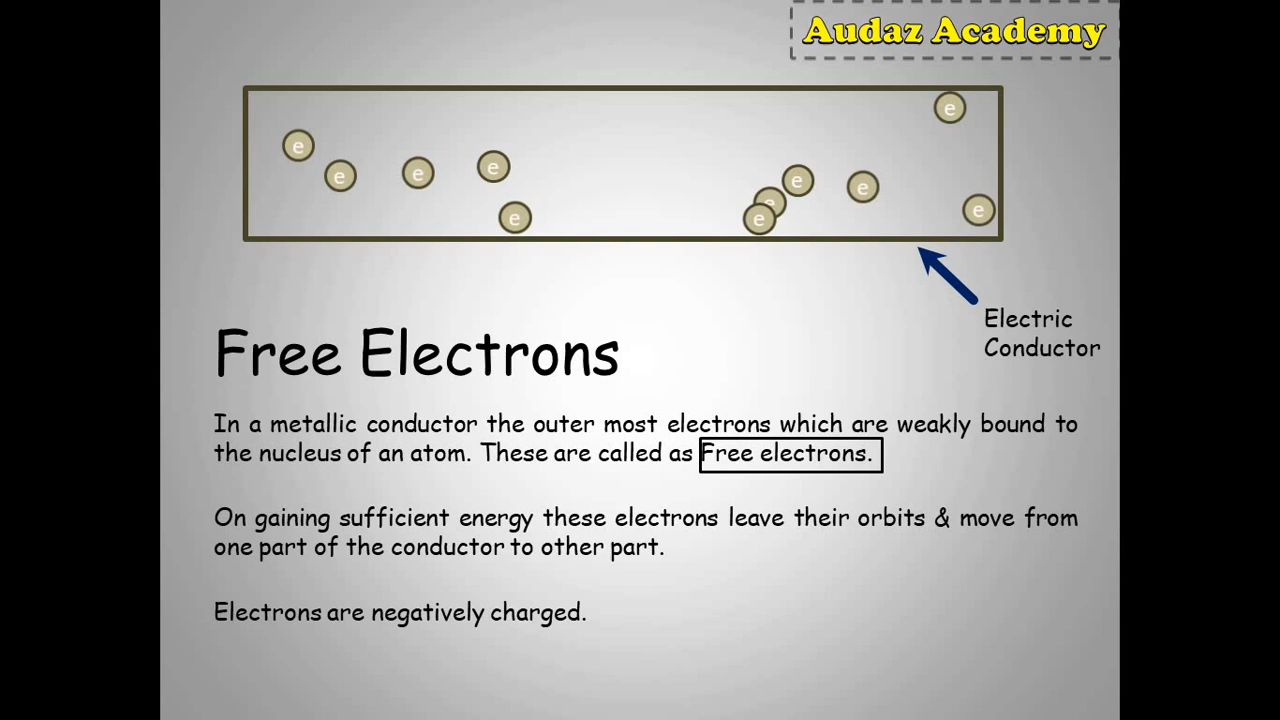 Audaz Academy
e
e
e
e
e
e
e
e
e
e
e
e
Electric
Conductor
Free Electrons
In a metallic conductor the outer most electrons which are weakly bound to
the nucleus of an atom. These are called as Free electrons.
On gaining sufficient energy these electrons leave their orbits & move from
one part of the conductor to other part.
Electrons are negatively charged.